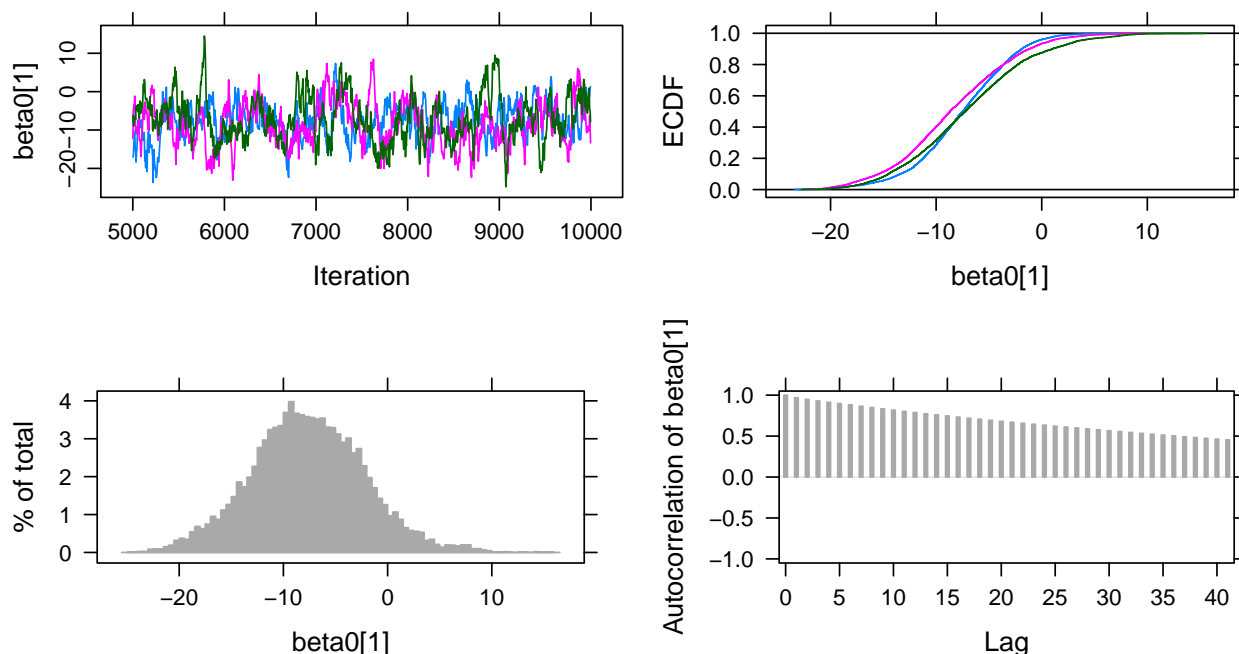 beta0[1]
10
0
−10
−20
5000 6000 7000 8000 9000 10000
Iteration
ECDF
1.0
0.8
0.6
0.4
0.2
0.0
−20 −10 0 10
beta0[1]
% of total
4
3
2
1
0
−20 −10 0 10
beta0[1]
Autocorrelation of beta0[1]
1.0
0.5
0.0
−0.5
−1.0
0 5 10 15 20 25 30 35 40
Lag